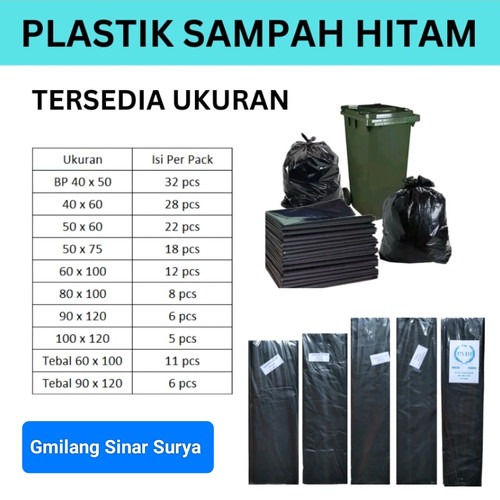 PLASTIK SAMPAH HITAM
TERSEDIA UKURAN
Ukuran Isi Per Pack
BP 40 x 50 32 pcs
40 x 60 28 pcs
50 x 60 22 pcs
50 x 75 18 pcs
60 x 100 12 pcs
80 x 100 8 pcs
90 x 120 6 pcs
100 x 120 5 pcs
Tebal 60 x 100 11 pcs
Tebal 90 x 120 6 pcs
Gmilang Sinar Surya